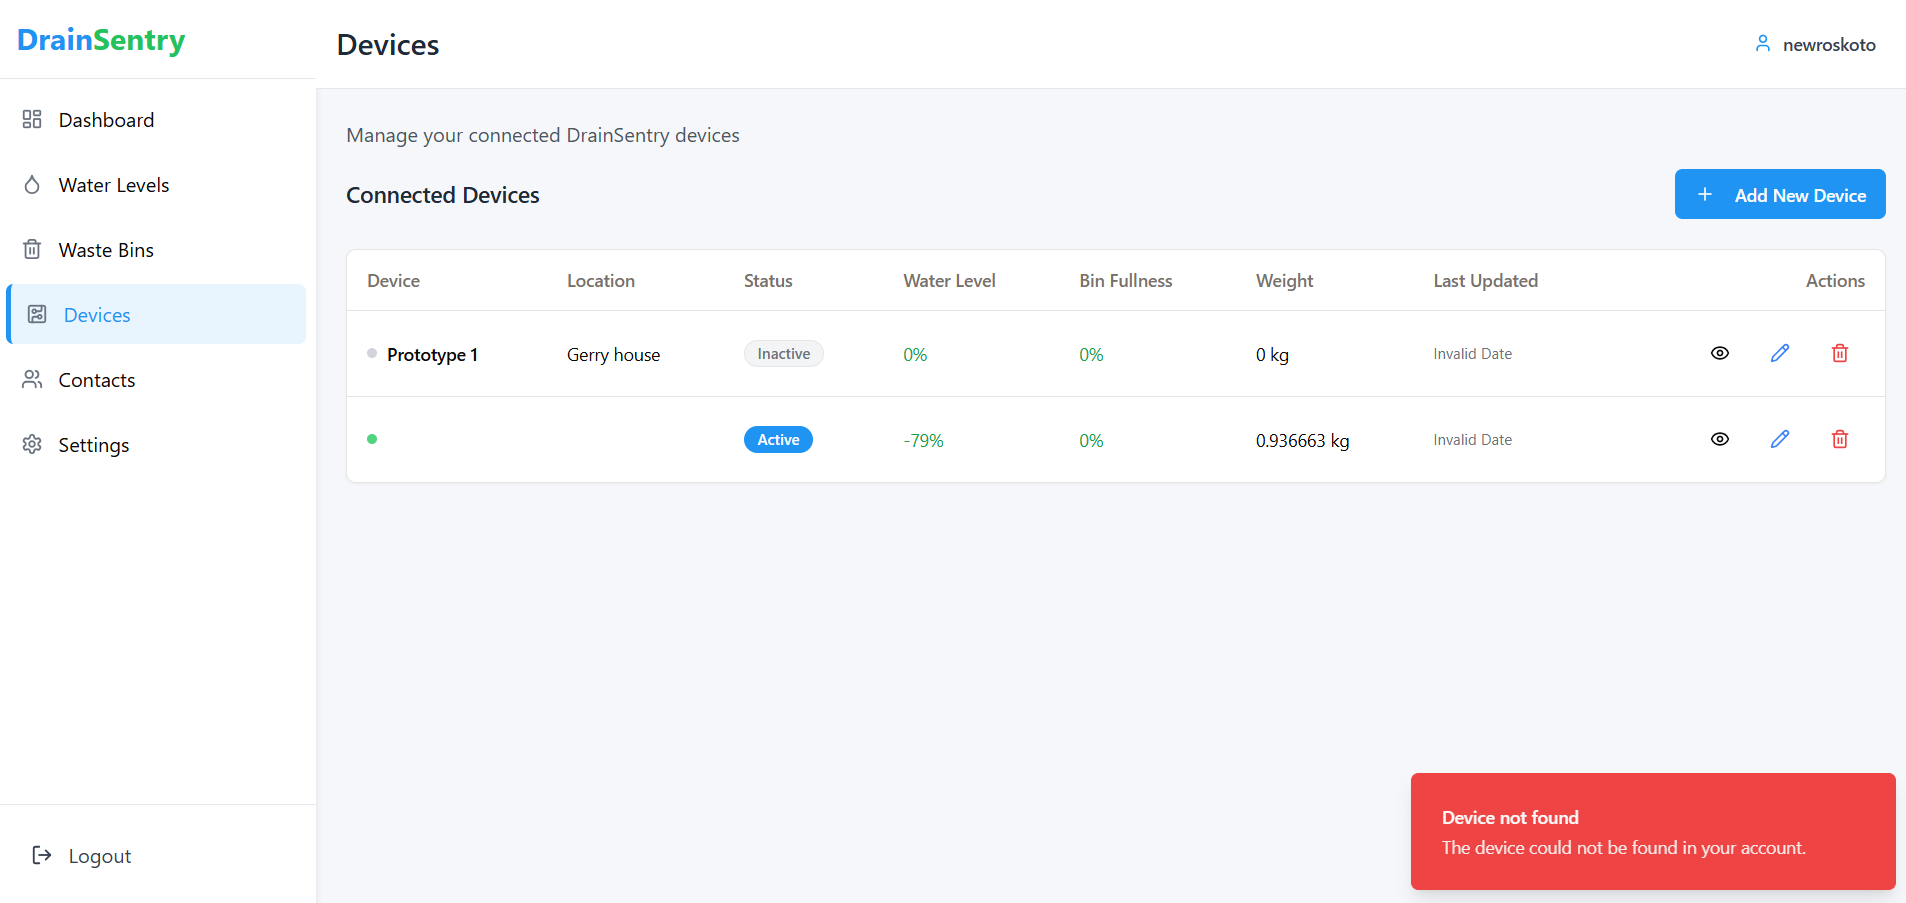 DrainSentry
Devices
newroskoto
Dashboard
Water Levels
Waste Bins
Devices
Contacts
Settings
Logout
Manage your connected DrainSentry devices
Connected Devices
Add New Device
Device Location Status Water Level Bin Fullness Weight Last Updated Actions
Prototype 1 Gerry house Inactive 0% 0% 0 kg Invalid Date
Active -79% 0% 0.936663 kg Invalid Date
Device not found
The device could not be found in your account.